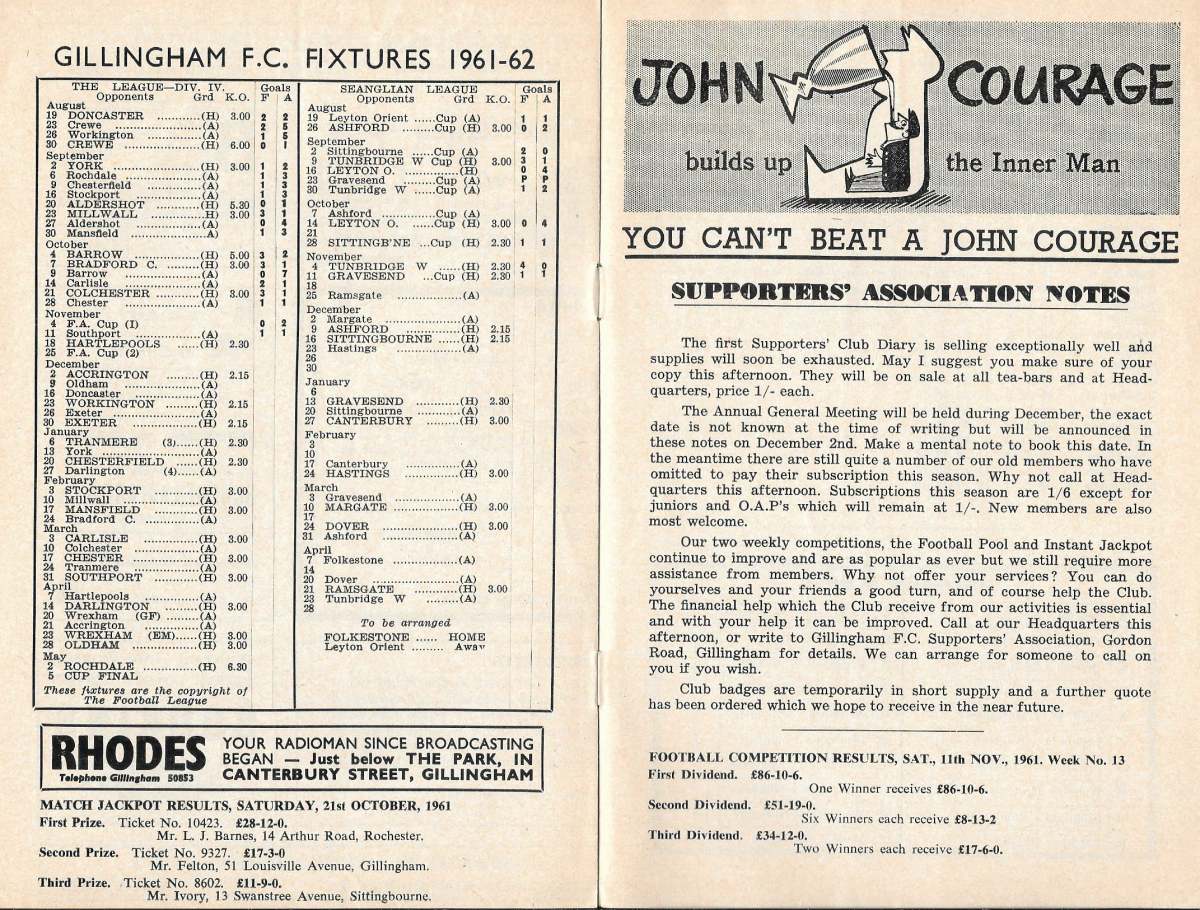 GILLINGHAM F.C. FIXTURES 1961-62
THE LEAGUE—DIV. IV. Goals
Opponents Grd K.O. F A
August
19 DONCASTER ..............(H) 3.00 2 2
23 Crewe ......................(A) 2 5
26 Workington ...............(A) 1 5
30 CREWE ....................(H) 6.00 0 1
September
2 YORK .......................(H) 3.00 1 2
6 Rochdale ...................(A) 1 3
9 Chesterfield ...............(A) 1 3
16 Stockport .................(A) 1 3
20 ALDERSHOT ............(H) 5.30 0 1
23 MILLWALL ...............H) 3.00 3 1
27 Aldershot .................(A) 0 4
30 Mansfield .................A) 1 3
October
4 BARROW ..................(H) 5.00 3 2
7 BRADFORD C. .........(H) 3.00 3 1
9 Barrow .....................(A) 0 7
14 Carlisle ....................(A) 2 1
21 COLCHESTER .........(H) 3.00 3 1
28 Chester ....................(A) 1 1
November
4 F.A. Cup (I) 0 2
11 Southport ................(A) 1 1
18 HARTLEPOOLS ......(H) 2.30
25 F.A. Cup (2)
December
2 ACCRINGTON .........(H) 2.15
9 Oldham ....................(A)
16 Doncaster ................(A)
23 WORKINGTON .........(H) 2.15
26 Exeter .....................(A)
30 EXETER ..................(H) 2.15
January
6 TRANMERE (3)......(H) 2.30
13 York .......................(A)
20 CHESTERFIELD ......(H) 2.30
27 Darlington (4)......(A)
February
3 STOCKPORT ............(H) 3.00
10 Millwall ..................(A)
17 MANSFIELD ............(H) 3.00
24 Bradford C. .............(A)
March
3 CARLISLE ...............(H) 3.00
10 Colchester ...............(A)
17 CHESTER ................(H) 3.00
24 Tranmere ................(A)
31 SOUTHPORT ............(H) 3.00
April
7 Hartlepools ...............(A)
14 DARLINGTON .........(H) 3.00
20 Wrexham (GF) .........(A)
21 Accrington ...............(A)
23 WREXHAM (EM)......(H) 3.00
28 OLDHAM ................(H) 3.00
May
2 ROCHDALE ..............(H) 6.30
5 CUP FINAL
These fixtures are the copyright of
The Football League
SEANGLIAN LEAGUE Goals
Opponents Grd K.O. F A
August
19 Leyton Orient ......Cup (A) 1 1
26 ASHFORD .........Cup (H) 3.00 0 2
September
2 Sittingbourne ......Cup (A) 2 0
9 TUNBRIDGE W Cup (H) 3.00 3 1
16 LEYTON O. .........(H) 0 4
23 Gravesend .........Cup (A) P P
30 Tunbridge W ......Cup (A) 1 2
October
7 Ashford ...............Cup (A)
14 LEYTON O. ......Cup (H) 3.00 0 4
21
28 SITTINGB'NE ...Cup (H) 2.30 1 1
November
4 TUNBRIDGE W ......(H) 2.30 4 0
11 GRAVESEND ...Cup (H) 2.30 1 1
18
25 Ramsgate ................(A)
December
2 Margate ...................(A)
9 ASHFORD ................(H) 2.15
16 SITTINGBOURNE ......(H) 2.15
23 Hastings ................(A)
26
30
January
6
13 GRAVESEND ............(H) 2.30
20 Sittingbourne ............(A)
27 CANTERBURY .........(H) 3.00
February
3
10
17 Canterbury ...............(A)
24 HASTINGS ...............(H) 3.00
March
3 Gravesend ................(A)
10 MARGATE ...............(H) 3.00
17
24 DOVER ....................(H) 3.00
31 Ashford ...................(A)
April
7 Folkestone ...............(A)
14
20 Dover .....................(A)
21 RAMSGATE .............(H) 3.00
23 Tunbridge W .........(A)
28
To be arranged
FOLKESTONE ...... HOME
Leyton Orient ......... Away
RHODES
Telephone Gillingham 50853
YOUR RADIOMAN SINCE BROADCASTING
BEGAN — Just below THE PARK, IN
CANTERBURY STREET, GILLINGHAM
MATCH JACKPOT RESULTS, SATURDAY, 21st OCTOBER, 1961
First Prize. Ticket No. 10423. £28-12-0.
Mr. L. J. Barnes, 14 Arthur Road, Rochester.
Second Prize. Ticket No. 9327. £17-3-0
Mr. Felton, 51 Louisville Avenue, Gillingham.
Third Prize. Ticket No. 8602. £11-9-0.
Mr. Ivory, 13 Swanstree Avenue, Sittingbourne.
JOHN COURAGE
builds up the Inner Man
YOU CAN'T BEAT A JOHN COURAGE
SUPPORTERS' ASSOCIATION NOTES
The first Supporters' Club Diary is selling exceptionally well and
supplies will soon be exhausted. May I suggest you make sure of your
copy this afternoon. They will be on sale at all tea-bars and at Head-
quarters, price 1/- each.
The Annual General Meeting will be held during December, the exact
date is not known at the time of writing but will be announced in
these notes on December 2nd. Make a mental note to book this date. In
the meantime there are still quite a number of our old members who have
omitted to pay their subscription this season. Why not call at Head-
quarters this afternoon. Subscriptions this season are 1/6 except for
juniors and O.A.P's which will remain at 1/-. New members are also
most welcome.
Our two weekly competitions, the Football Pool and Instant Jackpot
continue to improve and are as popular as ever but we still require more
assistance from members. Why not offer your services? You can do
yourselves and your friends a good turn, and of course help the Club.
The financial help which the Club receive from our activities is essential
and with your help it can be improved. Call at our Headquarters this
afternoon, or write to Gillingham F.C. Supporters' Association, Gordon
Road, Gillingham for details. We can arrange for someone to call on
you if you wish.
Club badges are temporarily in short supply and a further quote
has been ordered which we hope to receive in the near future.
FOOTBALL COMPETITION RESULTS, SAT., 11th NOV., 1961. Week No. 13
First Dividend. £86-10-6.
One Winner receives £86-10-6.
Second Dividend. £51-19-0.
Six Winners each receive £8-13-2
Third Dividend. £34-12-0.
Two Winners each receive £17-6-0.